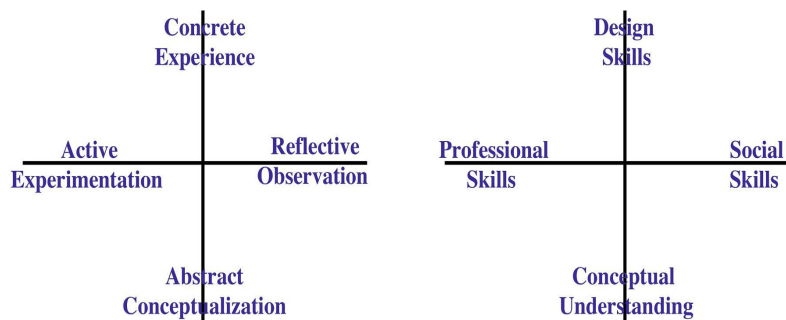 Concrete
Experience
Active
Experimentation
Reflective
Observation
Abstract
Conceptualization
Design
Skills
Professional
Skills
Social
Skills
Conceptual
Understanding